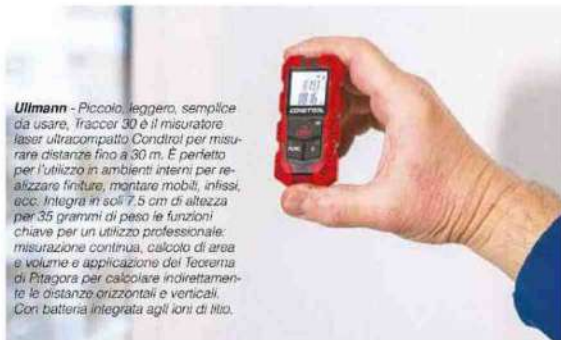 Ullmann - Piccolo, leggero, semplice
da usare, Traccer 30 è il misuratore
laser ultracompatto Condtrol per misu-
rare distanze fino a 30 m. È perfetto
per l'utilizzo in ambienti interni per re-
alizzare finiture, montare mobili, infissi,
ecc. Integra in soli 7.5 cm di altezza
per 35 grammi di peso le funzioni
chiave per un utilizzo professionale:
misurazione continua, calcolo di area
e volume e applicazione del Teorema
di Pitagora per calcolare indirettamen-
te le distanze orizzontali e verticali.
Con batteria integrata agli ioni di litio.
CONDTROL